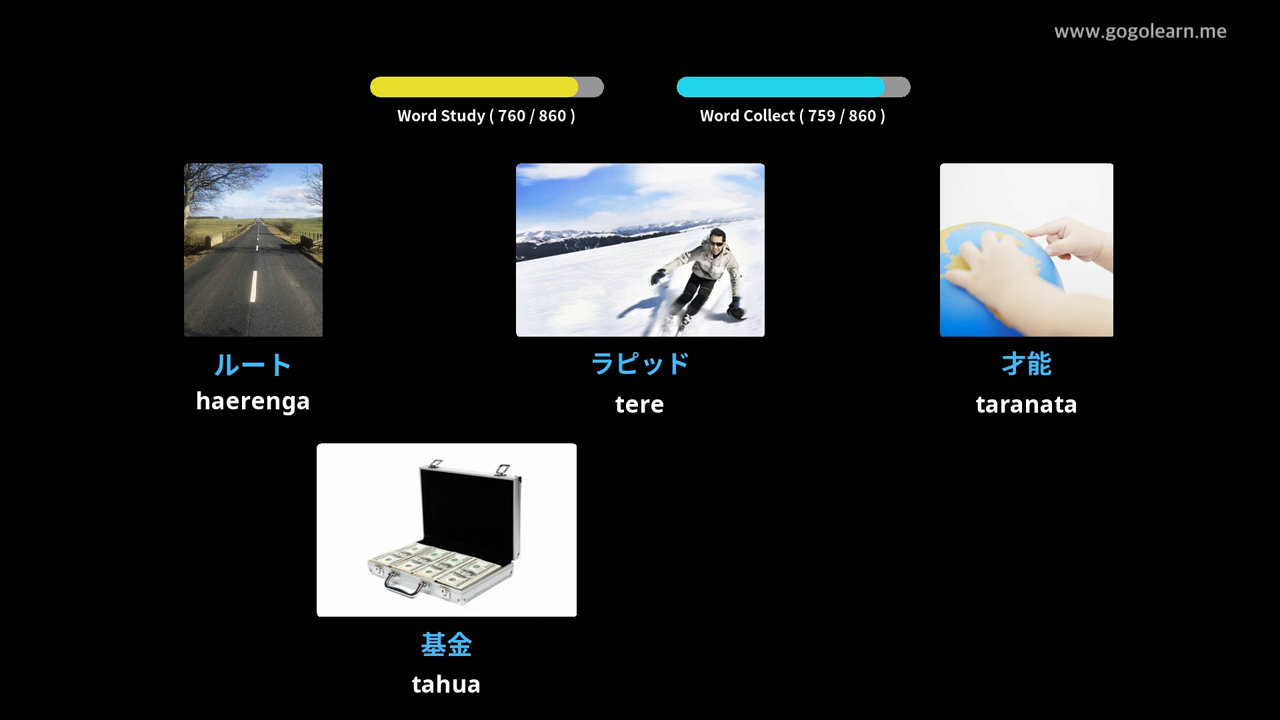 www.gogolearn.me
Word Study ( 760 / 860 )
Word Collect ( 759 / 860 )
ルート
haerenga
ラピッド
tere
才能
taranata
基金
tahua